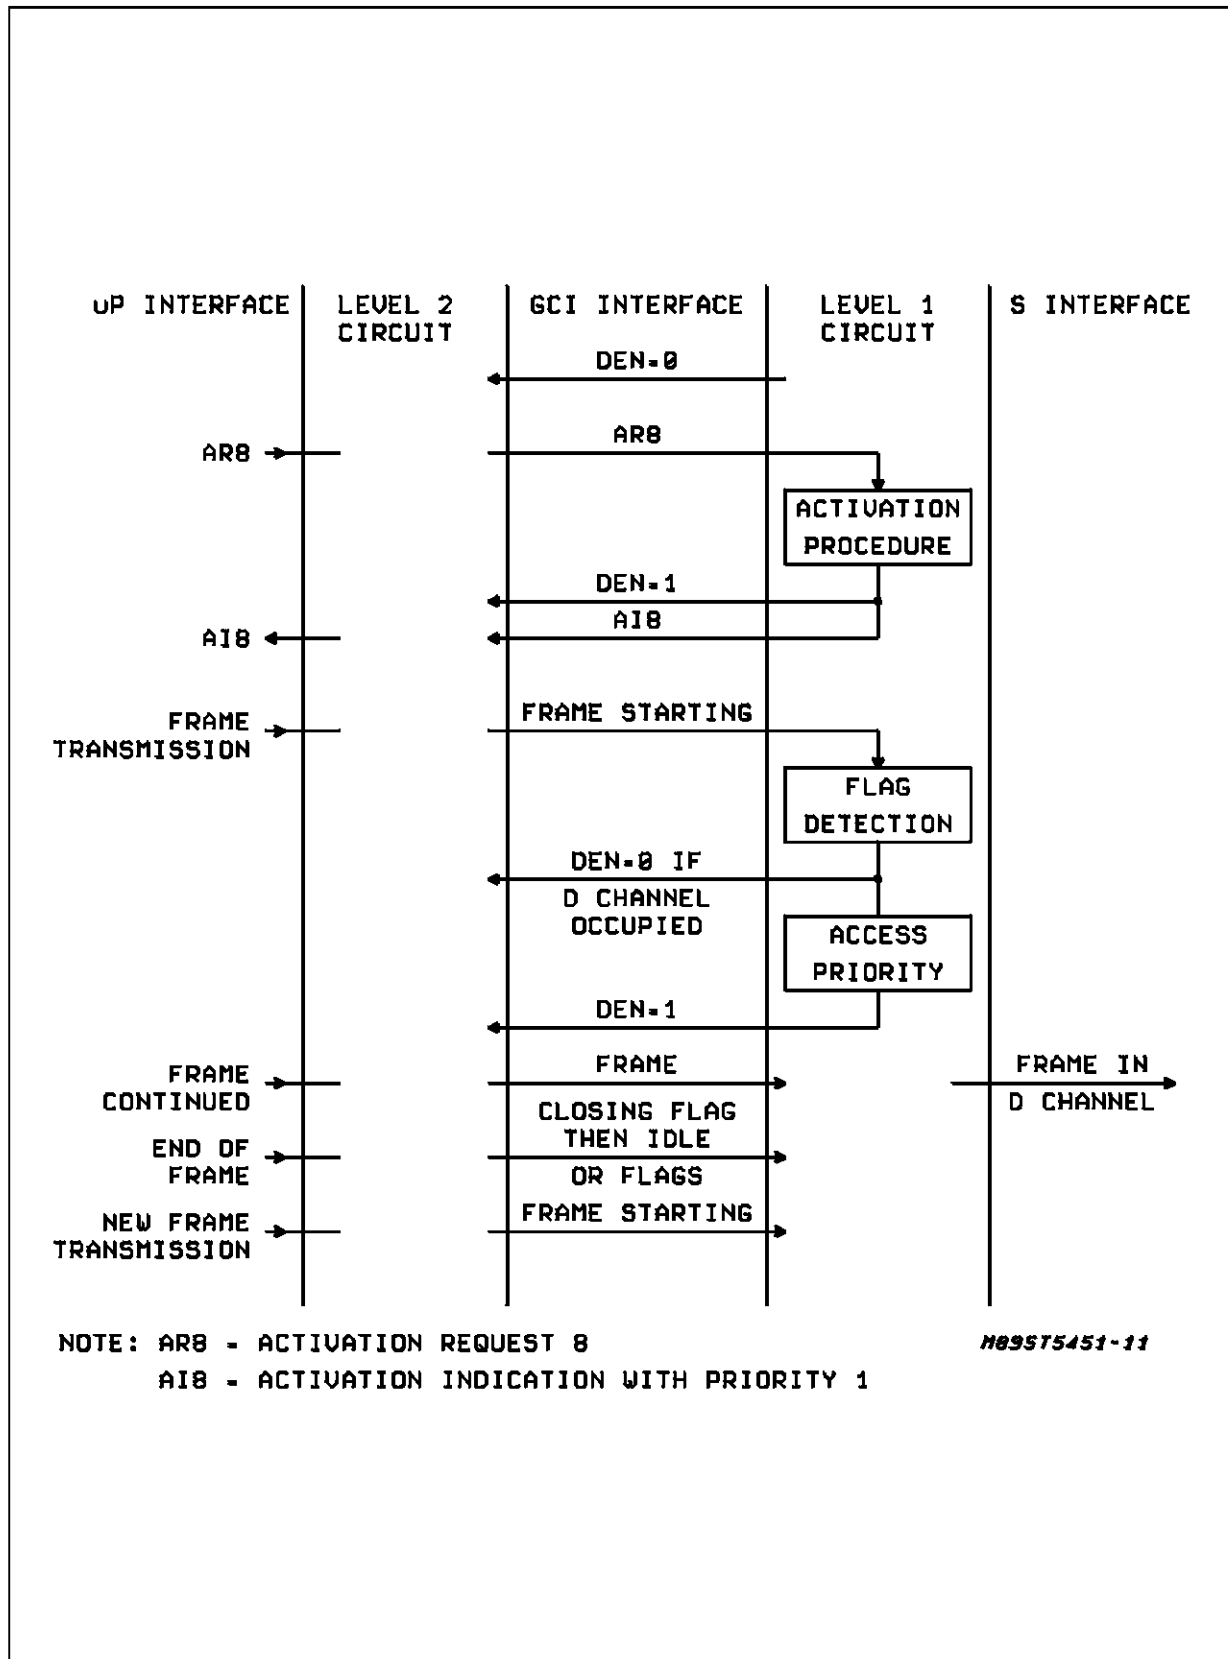 uP INTERFACE
LEVEL 2
CIRCUIT
GCI INTERFACE
LEVEL 1
CIRCUIT
S INTERFACE
DEN=0
AR8
AR8
ACTIVATION
PROCEDURE
DEN=1
AI8
AI8
FRAME
TRANSMISSION
FRAME STARTING
FLAG
DETECTION
DEN=0 IF
D CHANNEL
OCCUPIED
ACCESS
PRIORITY
DEN=1
FRAME
CONTINUED
FRAME
FRAME IN
D CHANNEL
END OF
FRAME
CLOSING FLAG
THEN IDLE
OR FLAGS
NEW FRAME
TRANSMISSION
FRAME STARTING
NOTE: AR8 = ACTIVATION REQUEST 8
AI8 = ACTIVATION INDICATION WITH PRIORITY 1
M89ST5451-11